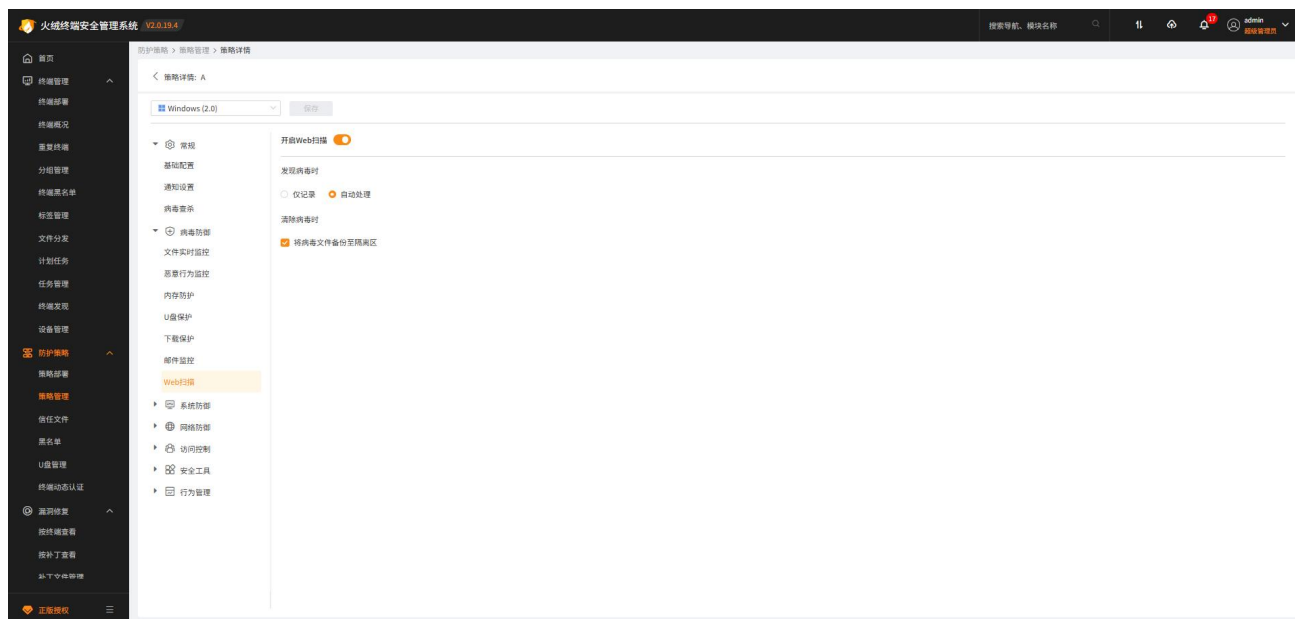 火绒终端安全管理系统 V2.0.19.4
搜索导航、模块名称
17
admin
超级管理员
首页
终端管理
终端部署
终端概况
重复终端
分组管理
终端黑名单
标签管理
文件分发
计划任务
任务管理
终端发现
设备管理
防护策略
策略部署
策略管理
信任文件
黑名单
U盘管理
终端动态认证
漏洞修复
按终端查看
按补丁查看
补丁文件管理
正版授权
防护策略 > 策略管理 > 策略详情
策略详情: A
Windows (2.0)
保存
常规
基础配置
通知设置
病毒查杀
病毒防御
文件实时监控
恶意行为监控
内存防护
U盘保护
下载保护
邮件监控
Web扫描
系统防御
网络防御
访问控制
安全工具
行为管理
开启Web扫描
发现病毒时
仅记录 自动处理
清除病毒时
将病毒文件备份至隔离区